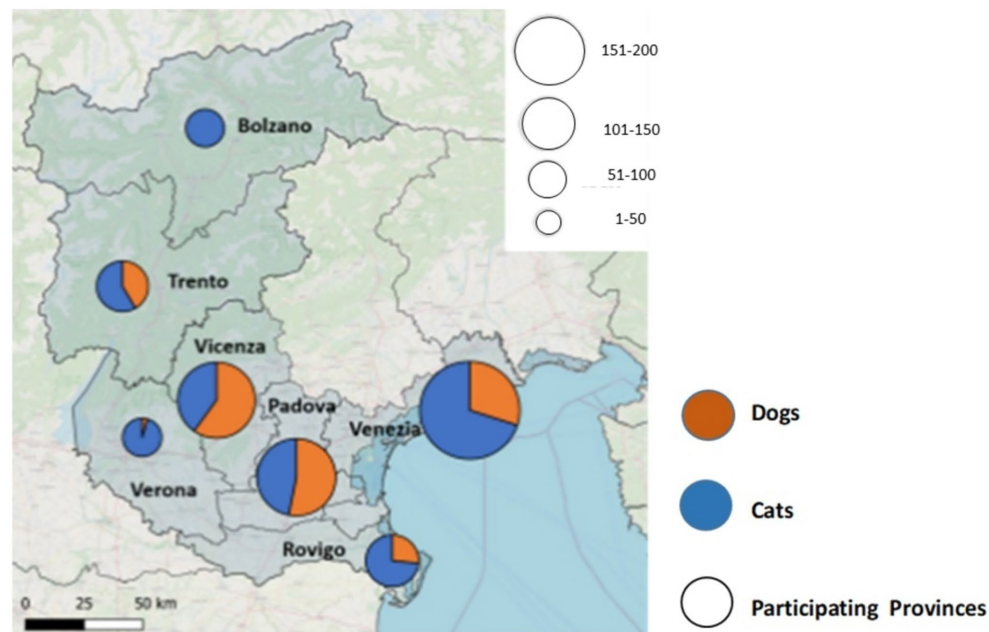 151-200
101-150
51-100
1-50
Bolzano
Trento
Vicenza
Padova
Venezia
Verona
Rovigo
0 25 50 km
Dogs
Cats
Participating Provinces